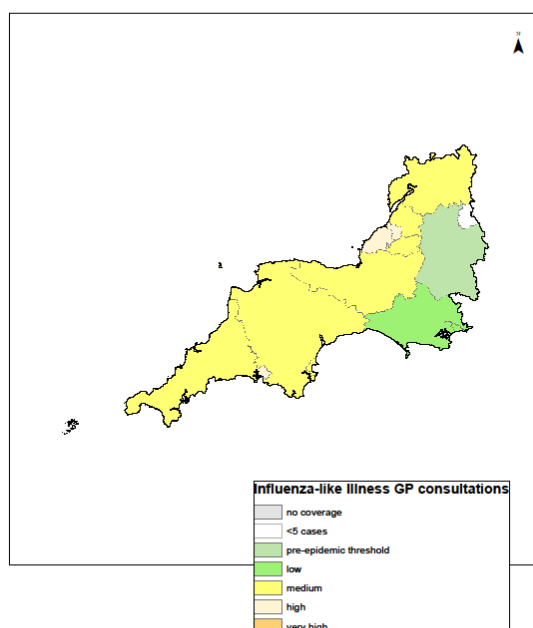 N
Influenza-like Illness GP consultations
no coverage
<5 cases
pre-epidemic threshold
low
medium
high
very high